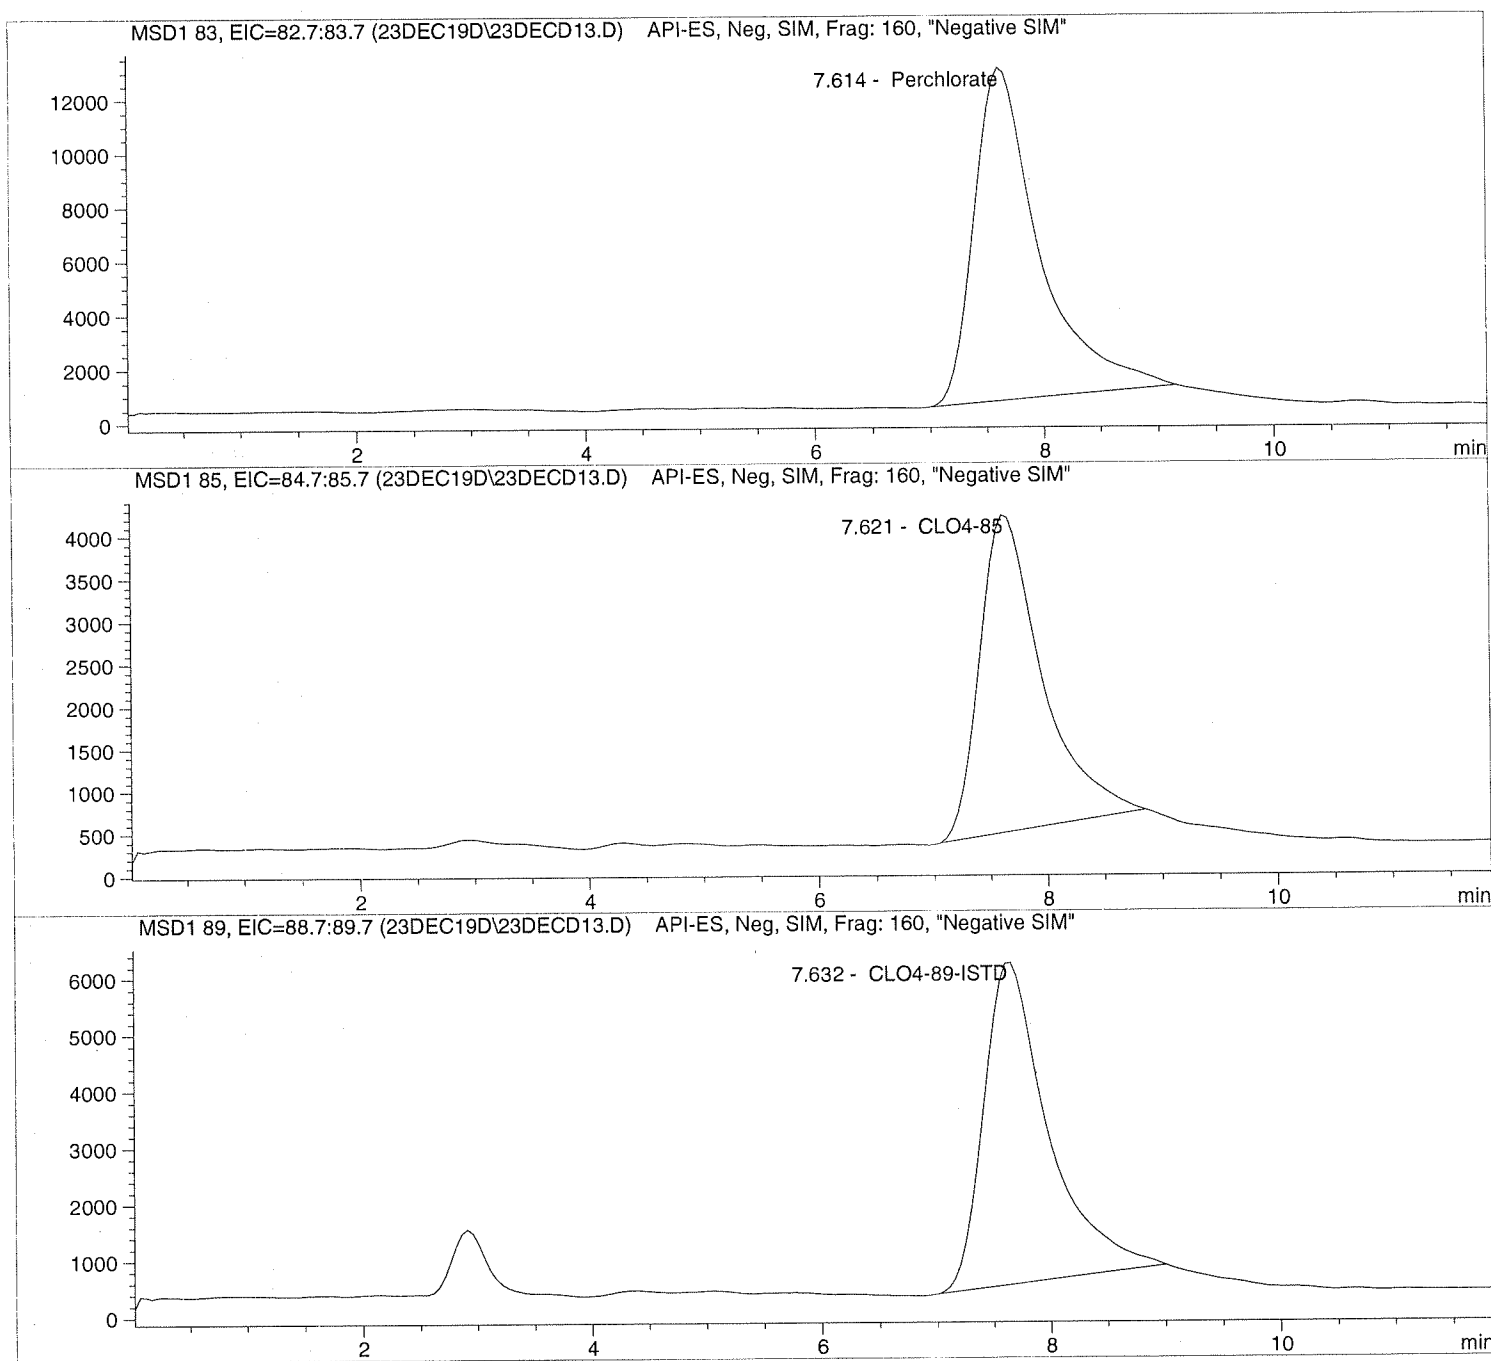 MSD1 83, EIC=82.7:83.7 (23DEC19D\23DECD13.D) API-ES, Neg, SIM, Frag: 160, "Negative SIM"
7.614 - Perchlorate
12000
10000
8000
6000
4000
2000
0
2 4 6 8 10 min
MSD1 85, EIC=84.7:85.7 (23DEC19D\23DECD13.D) API-ES, Neg, SIM, Frag: 160, "Negative SIM"
7.621 - CLO4-85
4000
3500
3000
2500
2000
1500
1000
500
0
2 4 6 8 10 min
MSD1 89, EIC=88.7:89.7 (23DEC19D\23DECD13.D) API-ES, Neg, SIM, Frag: 160, "Negative SIM"
7.632 - CLO4-89-ISTD
6000
5000
4000
3000
2000
1000
0
2 4 6 8 10 min